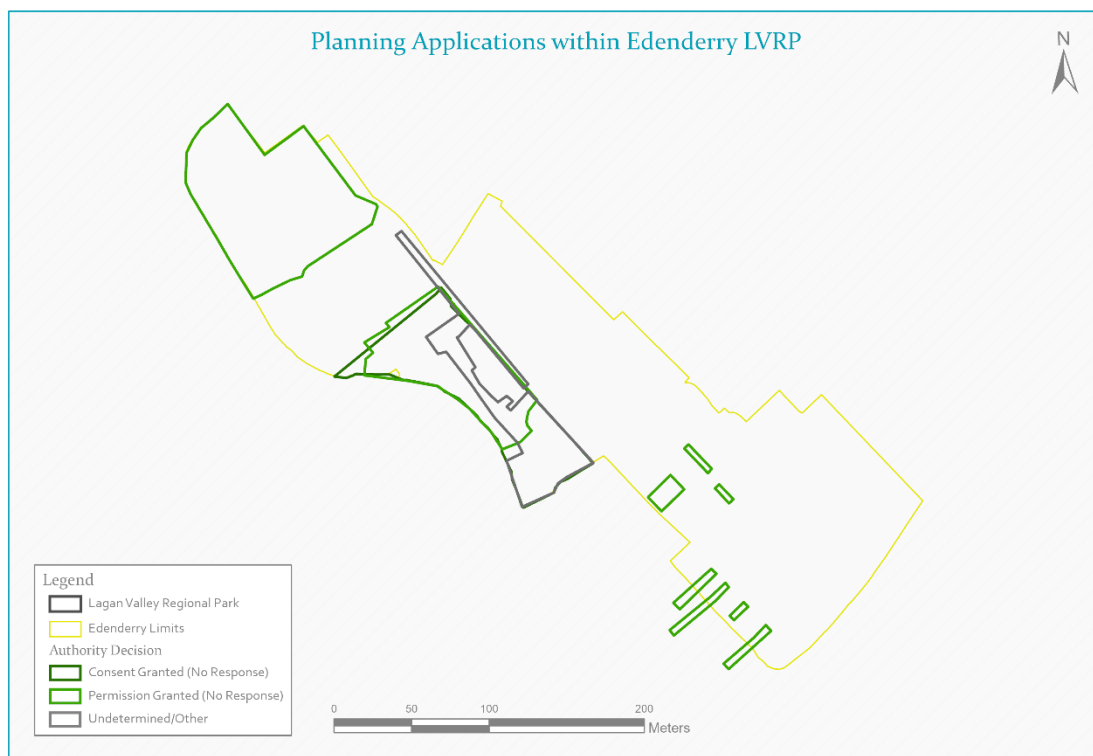 Planning Applications within Edenderry LVRP
N
Legend
Lagan Valley Regional Park
Edenderry Limits
Authority Decision
Consent Granted (No Response)
Permission Granted (No Response)
Undetermined/Other
0 50 100 200
Meters